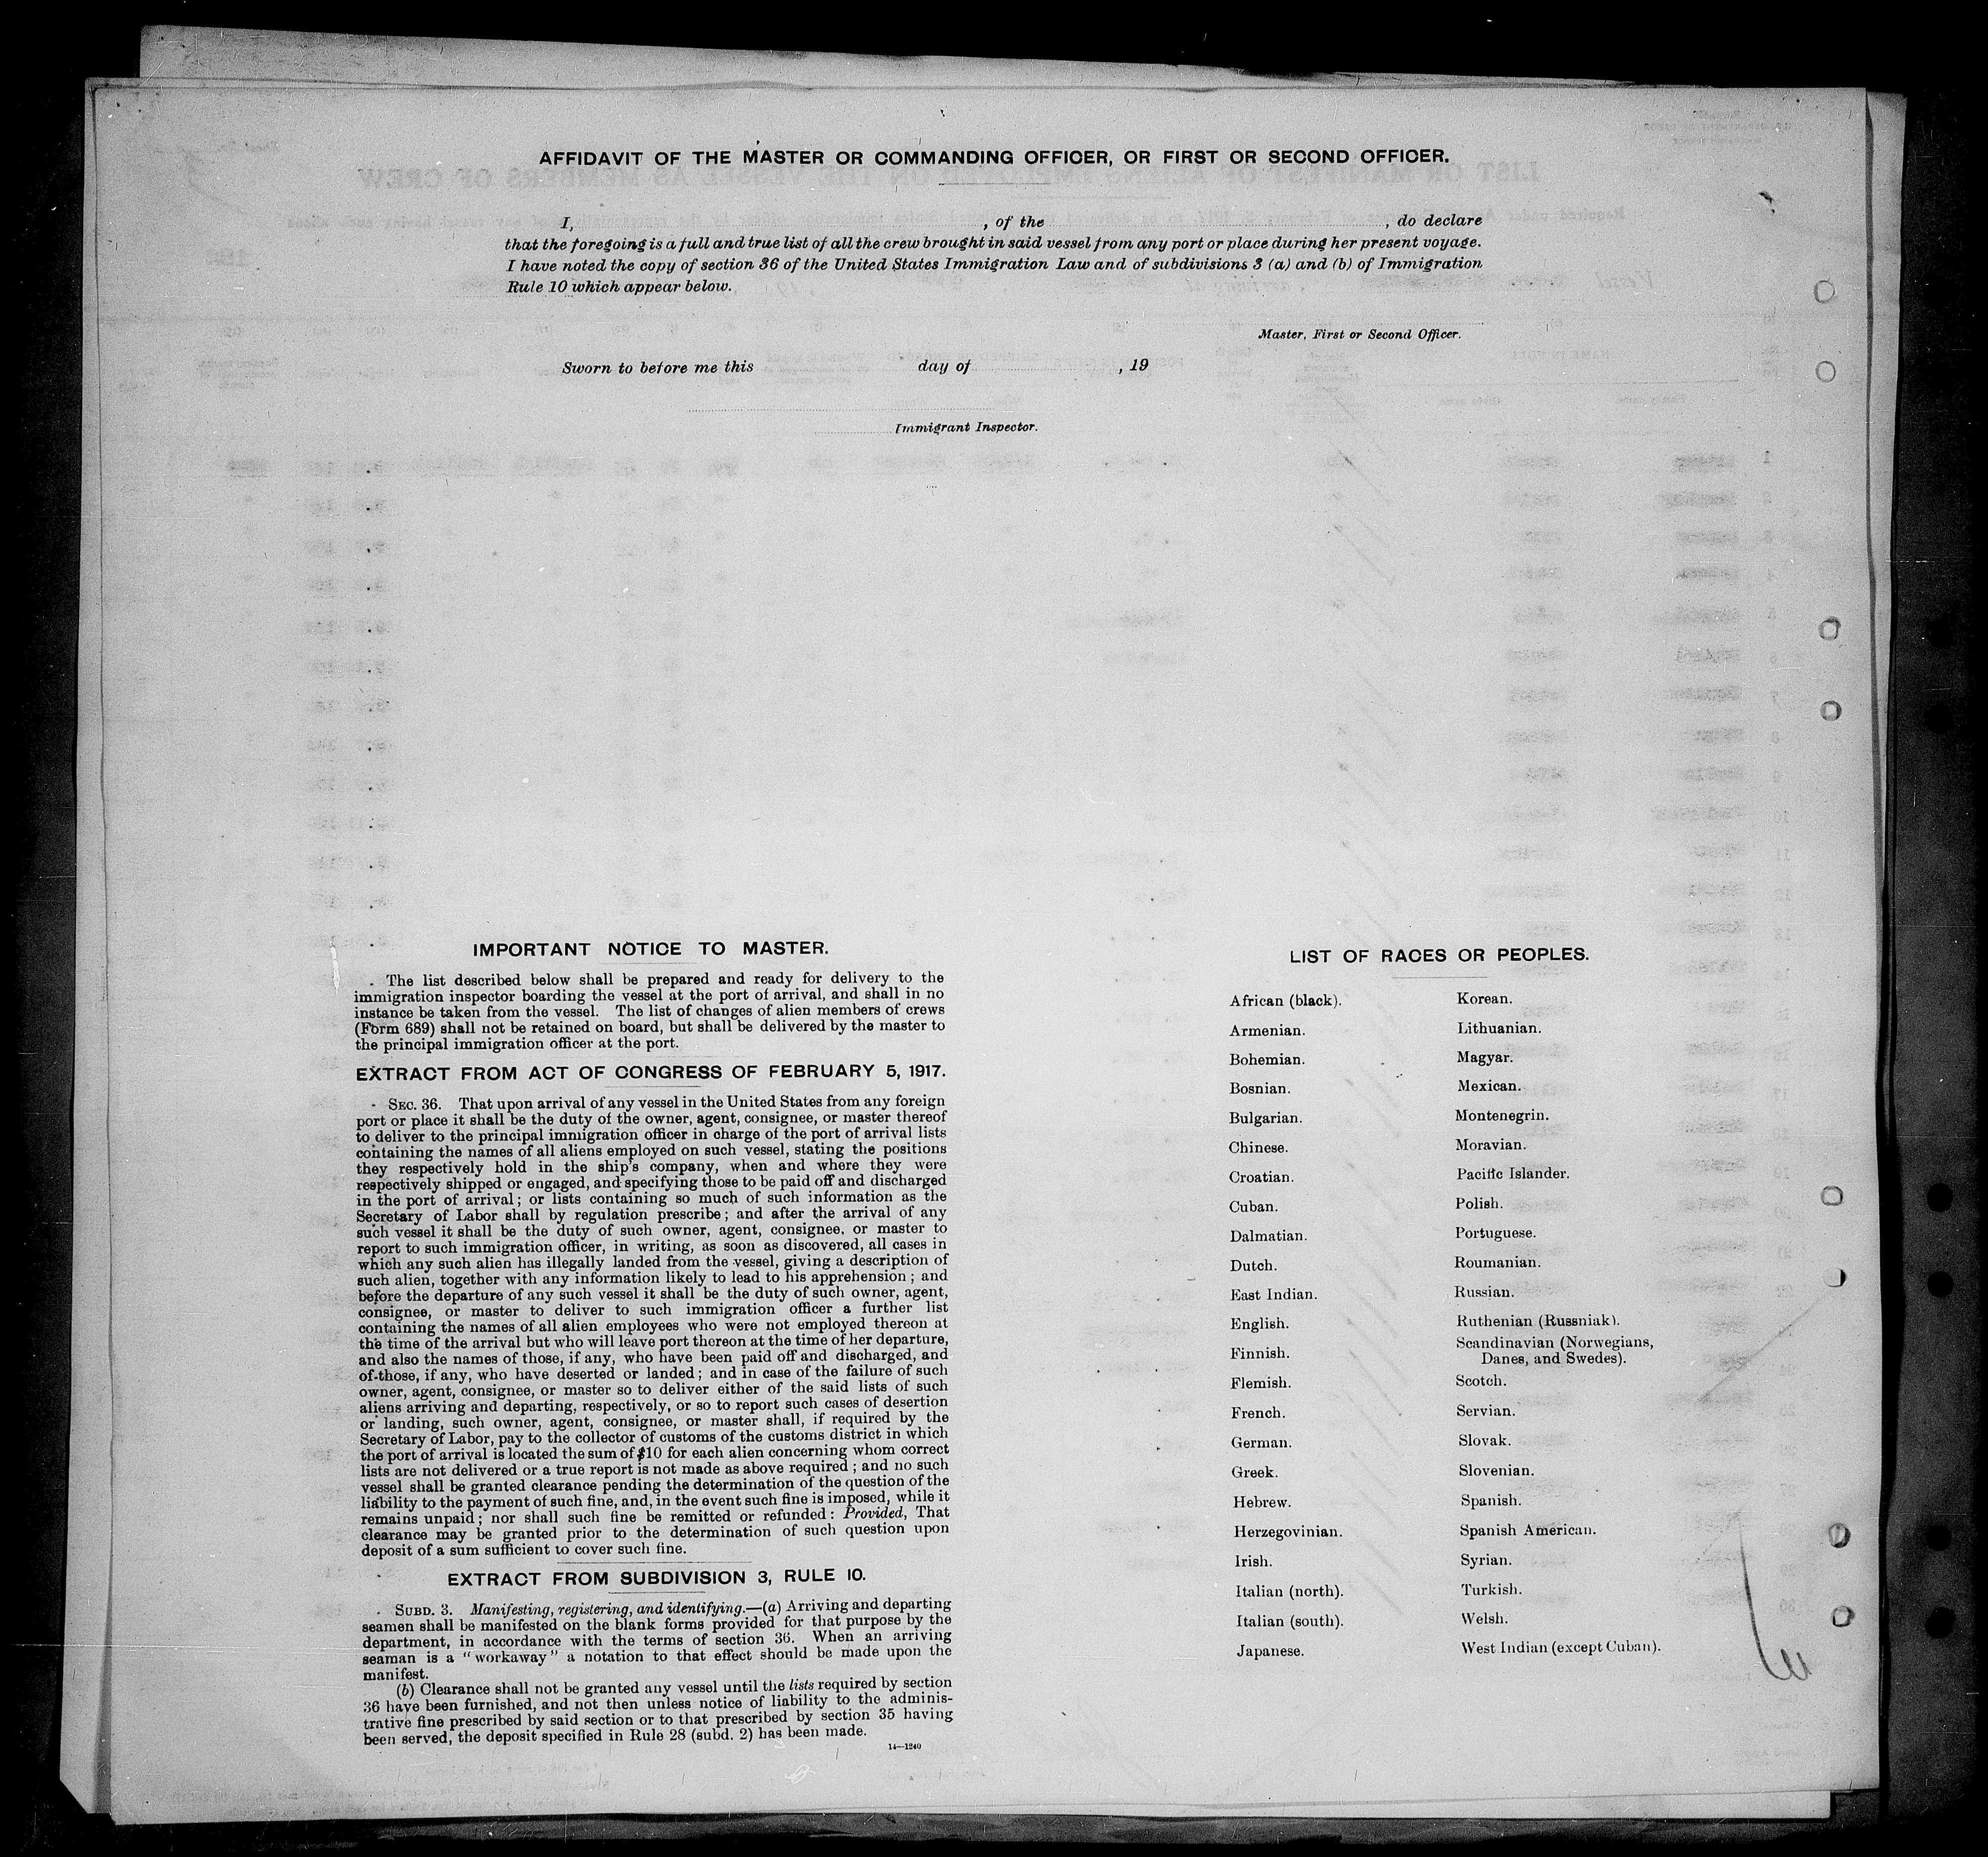 AFFIDAVIT OF THE MASTER OR COMMANDING OFFICER, OR FIRST OR SECOND OFFICER.
I, , of the , do declare
that the foregoing is a full and true list of all the crew brought in said vessel from any port or place during her present voyage.
I have noted the copy of section 36 of the United States Immigration Law and of subdivisions 3 (a) and (b) of Immigration
Rule 10 which appear below.
Master, First or Second Officer.
Sworn to before me this day of , 19
Immigrant Inspector.
IMPORTANT NOTICE TO MASTER.
The list described below shall be prepared and ready for delivery to the
immigration inspector boarding the vessel at the port of arrival, and shall in no
instance be taken from the vessel. The list of changes of alien members of crews
(Form 689) shall not be retained on board, but shall be delivered by the master to
the principal immigration officer at the port.
EXTRACT FROM ACT OF CONGRESS OF FEBRUARY 5, 1917.
SEC. 36. That upon arrival of any vessel in the United States from any foreign
port or place it shall be the duty of the owner, agent, consignee, or master thereof
to deliver to the principal immigration officer in charge of the port of arrival lists
containing the names of all aliens employed on such vessel, stating the positions
they respectively hold in the ship's company, when and where they were
respectively shipped or engaged, and specifying those to be paid off and discharged
in the port of arrival; or lists containing so much of such information as the
Secretary of Labor shall by regulation prescribe; and after the arrival of any
such vessel it shall be the duty of such owner, agent, consignee, or master to
report to such immigration officer, in writing, as soon as discovered, all cases in
which any such alien has illegally landed from the vessel, giving a description of
such alien, together with any information likely to lead to his apprehension; and
before the departure of any such vessel it shall be the duty of such owner, agent,
consignee, or master to deliver to such immigration officer a further list
containing the names of all alien employees who were not employed thereon at
the time of the arrival but who will leave port thereon at the time of her departure,
and also the names of those, if any, who have been paid off and discharged, and
of those, if any, who have deserted or landed; and in case of the failure of such
owner, agent, consignee, or master so to deliver either of the said lists of such
aliens arriving and departing, respectively, or so to report such cases of desertion
or landing, such owner, agent, consignee, or master shall, if required by the
Secretary of Labor, pay to the collector of customs of the customs district in which
the port of arrival is located the sum of $10 for each alien concerning whom correct
lists are not delivered or a true report is not made as above required; and no such
vessel shall be granted clearance pending the determination of the question of the
liability to the payment of such fine, and, in the event such fine is imposed, while it
remains unpaid; nor shall such fine be remitted or refunded: Provided, That
clearance may be granted prior to the determination of such question upon
deposit of a sum sufficient to cover such fine.
EXTRACT FROM SUBDIVISION 3, RULE 10.
SUBD. 3. Manifesting, registering, and identifying.—(a) Arriving and departing
seamen shall be manifested on the blank forms provided for that purpose by the
department, in accordance with the terms of section 36. When an arriving
seaman is a "workaway" a notation to that effect should be made upon the
manifest.
(b) Clearance shall not be granted any vessel until the lists required by section
36 have been furnished, and not then unless notice of liability to the adminis-
trative fine prescribed by said section or to that prescribed by section 35 having
been served, the deposit specified in Rule 28 (subd. 2) has been made.
14—1240
LIST OF RACES OR PEOPLES.
African (black).
Armenian.
Bohemian.
Bosnian.
Bulgarian.
Chinese.
Croatian.
Cuban.
Dalmatian.
Dutch.
East Indian.
English.
Finnish.
Flemish.
French.
German.
Greek.
Hebrew.
Herzegovinian.
Irish.
Italian (north).
Italian (south).
Japanese.
Korean.
Lithuanian.
Magyar.
Mexican.
Montenegrin.
Moravian.
Pacific Islander.
Polish.
Portuguese.
Roumanian.
Russian.
Ruthenian (Russniak).
Scandinavian (Norwegians,
Danes, and Swedes).
Scotch.
Servian.
Slovak.
Slovenian.
Spanish.
Spanish American.
Syrian.
Turkish.
Welsh.
West Indian (except Cuban).